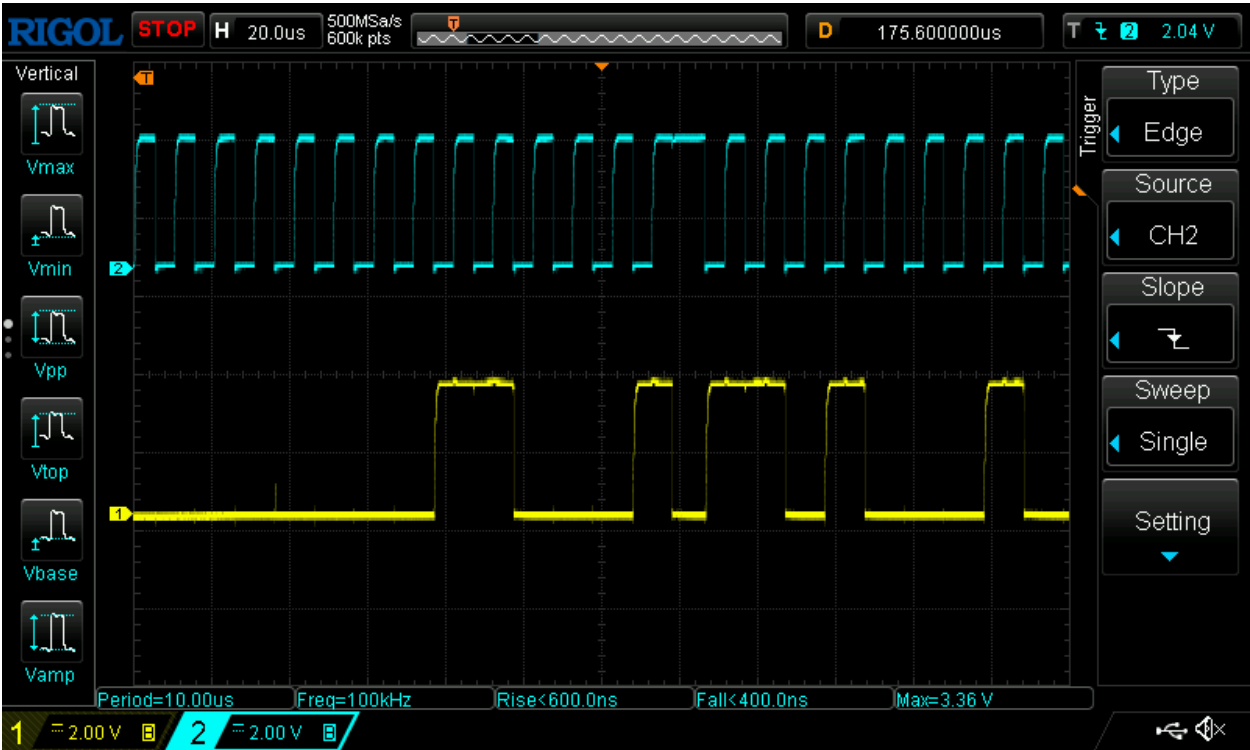 RIGOL STOP H 20.0us 500MSa/s 600k pts T D 175.600000us T 2 2.04 V
Vertical
Vmax
Vmin
Vpp
Vtop
Vbase
Vamp
T
2
1
Trigger
Type
Edge
Source
CH2
Slope
Sweep
Single
Setting
Period=10.00us Freq=100kHz Rise<600.0ns Fall<400.0ns Max=3.36 V
1 2.00 V B 2 2.00 V B